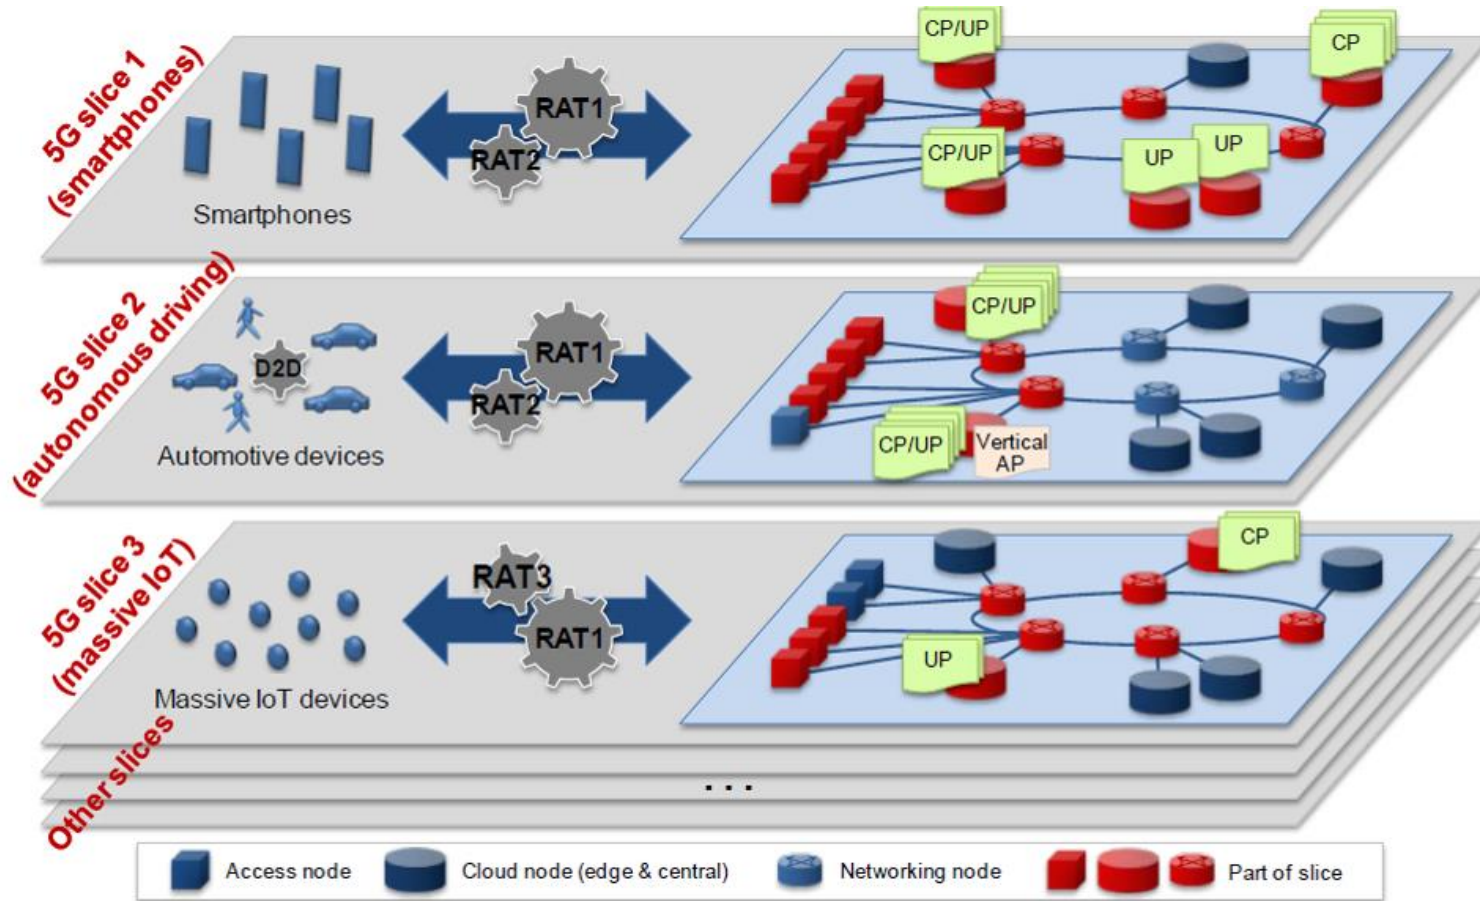 5G slice 1
(smartphones)
Smartphones
RAT1
RAT2
CP/UP
CP
CP/UP
UP
UP
5G slice 2
(autonomous driving)
D2D
Automotive devices
RAT1
RAT2
CP/UP
CP/UP
Vertical
AP
5G slice 3
(massive IoT)
Massive IoT devices
RAT3
RAT1
CP
UP
Other slices
. . .
Access node
Cloud node (edge & central)
Networking node
Part of slice